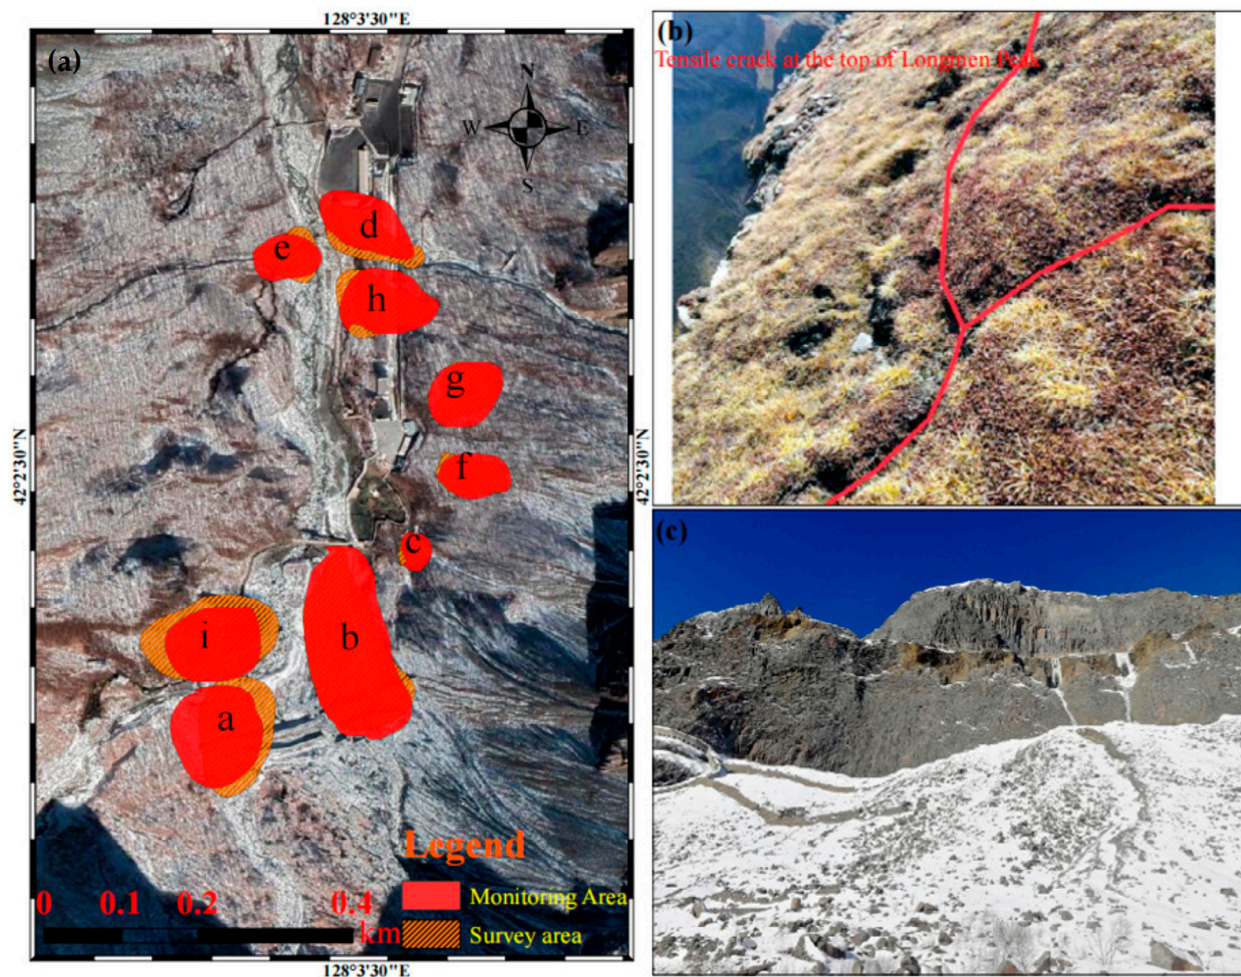 128°3'30"E
(a)
N
W E
S
d
e
h
g
f
c
i
b
a
42°2'30"N
42°2'30"N
Legend
Monitoring Area
Survey area
0 0.1 0.2 0.4
km
128°3'30"E
(b)
Tensile crack at the top of Longmen Peak
(c)